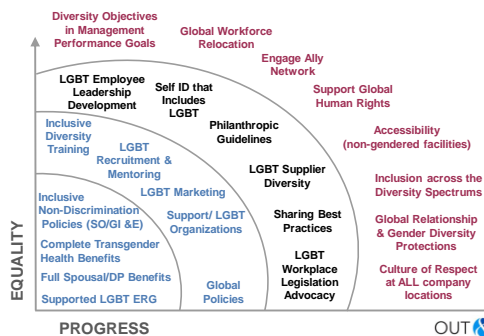 Diversity Objectives
in Management
Performance Goals
Global Workforce
Relocation
Engage Ally
Network
Support Global
Human Rights
Accessibility
(non-gendered facilities)
Inclusion across the
Diversity Spectrums
Global Relationship
& Gender Diversity
Protections
Culture of Respect
at ALL company
locations
LGBT Employee
Leadership
Development
Self ID that
Includes
LGBT
Philanthropic
Guidelines
LGBT Supplier
Diversity
Sharing Best
Practices
LGBT
Workplace
Legislation
Advocacy
Inclusive
Diversity
Training
LGBT
Recruitment &
Mentoring
LGBT Marketing
Support/ LGBT
Organizations
Global
Policies
Inclusive
Non-Discrimination
Policies (SO/GI &E)
Complete Transgender
Health Benefits
Full Spousal/DP Benefits
Supported LGBT ERG
EQUALITY
PROGRESS
OUT &